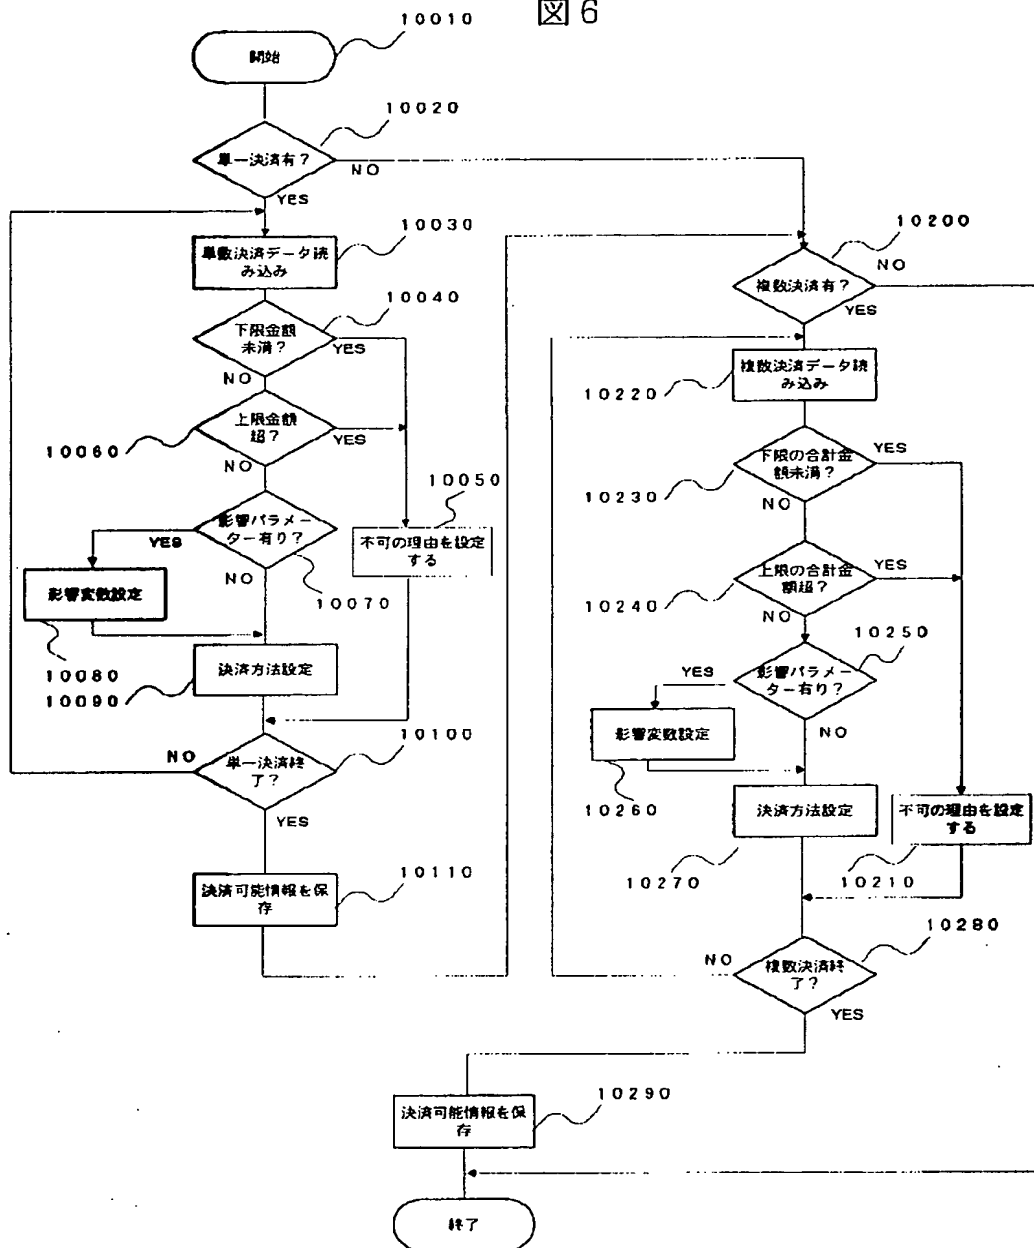 図６
10010
開始
10020
単一決済有？
NO
YES
10030
単数決済データ読
み込み
10040
下限金額
未満？
YES
NO
上限金額
超？
YES
10060
NO
10050
影響パラメー
ター有り？
YES
不可の理由を設定
する
NO
影響変数設定
10070
10080
決済方法設定
10090
10100
NO
単一決済終
了？
YES
10110
決済可能情報を保
存
10200
NO
複数決済有？
YES
複数決済データ読
み込み
10220
YES
下限の合計金
額未満？
10230
NO
YES
上限の合計金
額超？
10240
NO
10250
YES
影響パラメー
ター有り？
影響変数設定
NO
10260
決済方法設定
不可の理由を設定
する
10270
10210
10280
NO
複数決済終
了？
YES
10290
決済可能情報を保
存
終了